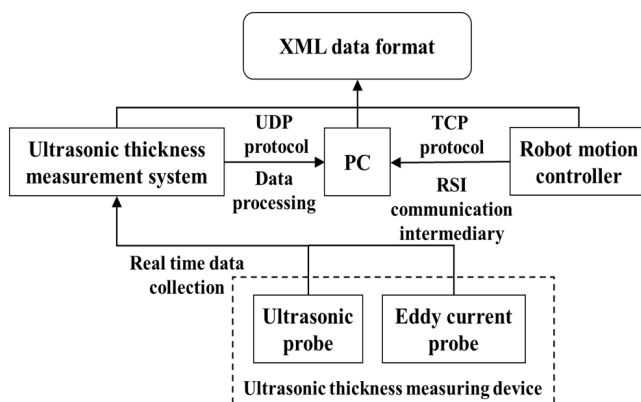 XML data format
UDP
protocol
TCP
protocol
Ultrasonic thickness
measurement system
PC
Robot motion
controller
Data
processing
RSI
communication
intermediary
Real time data
collection
Ultrasonic
probe
Eddy current
probe
Ultrasonic thickness measuring device